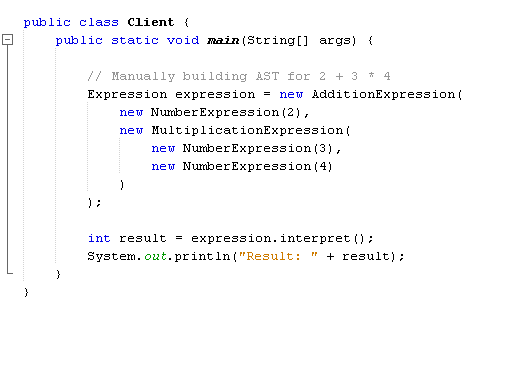 public class Client {
    public static void main(String[] args) {
        // Manually building AST for 2 + 3 * 4
        Expression expression = new AdditionExpression(
            new NumberExpression(2),
            new MultiplicationExpression(
                new NumberExpression(3),
                new NumberExpression(4)
            )
        );
        int result = expression.interpret();
        System.out.println("Result: " + result);
    }
}